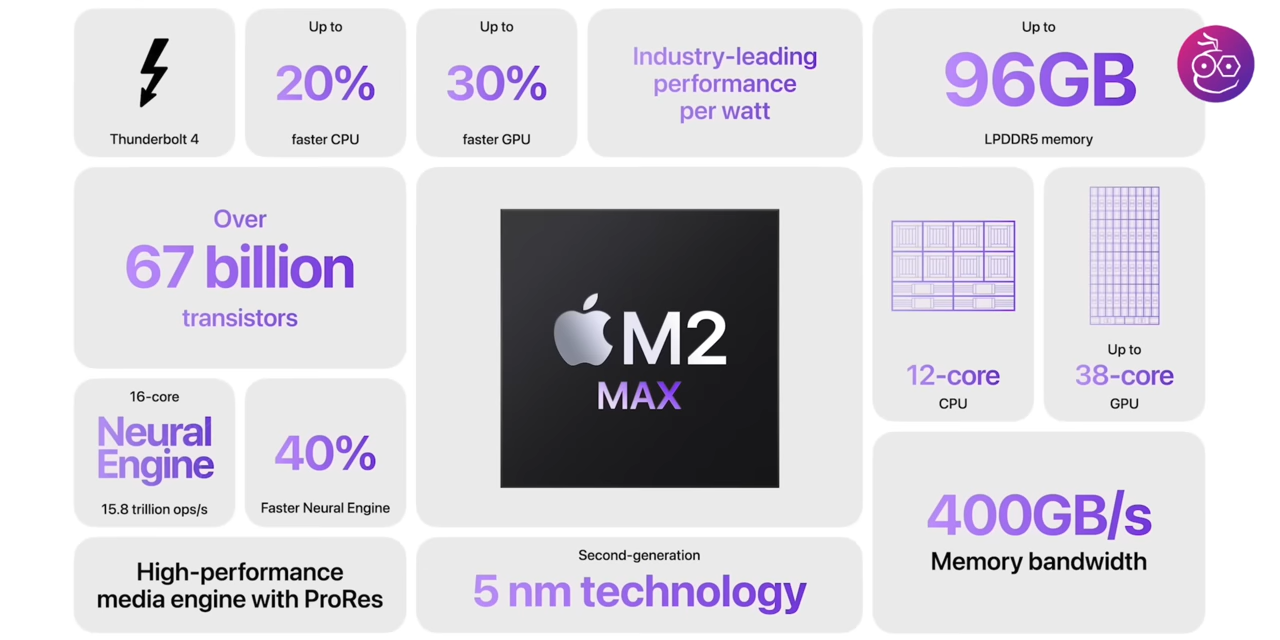 Thunderbolt 4
Up to
20%
faster CPU
Up to
30%
faster GPU
Industry-leading
performance
per watt
Up to
96GB
LPDDR5 memory
Over
67 billion
transistors
M2
MAX
12-core
CPU
Up to
38-core
GPU
16-core
Neural
Engine
15.8 trillion ops/s
40%
Faster Neural Engine
400GB/s
Memory bandwidth
High-performance
media engine with ProRes
Second-generation
5 nm technology